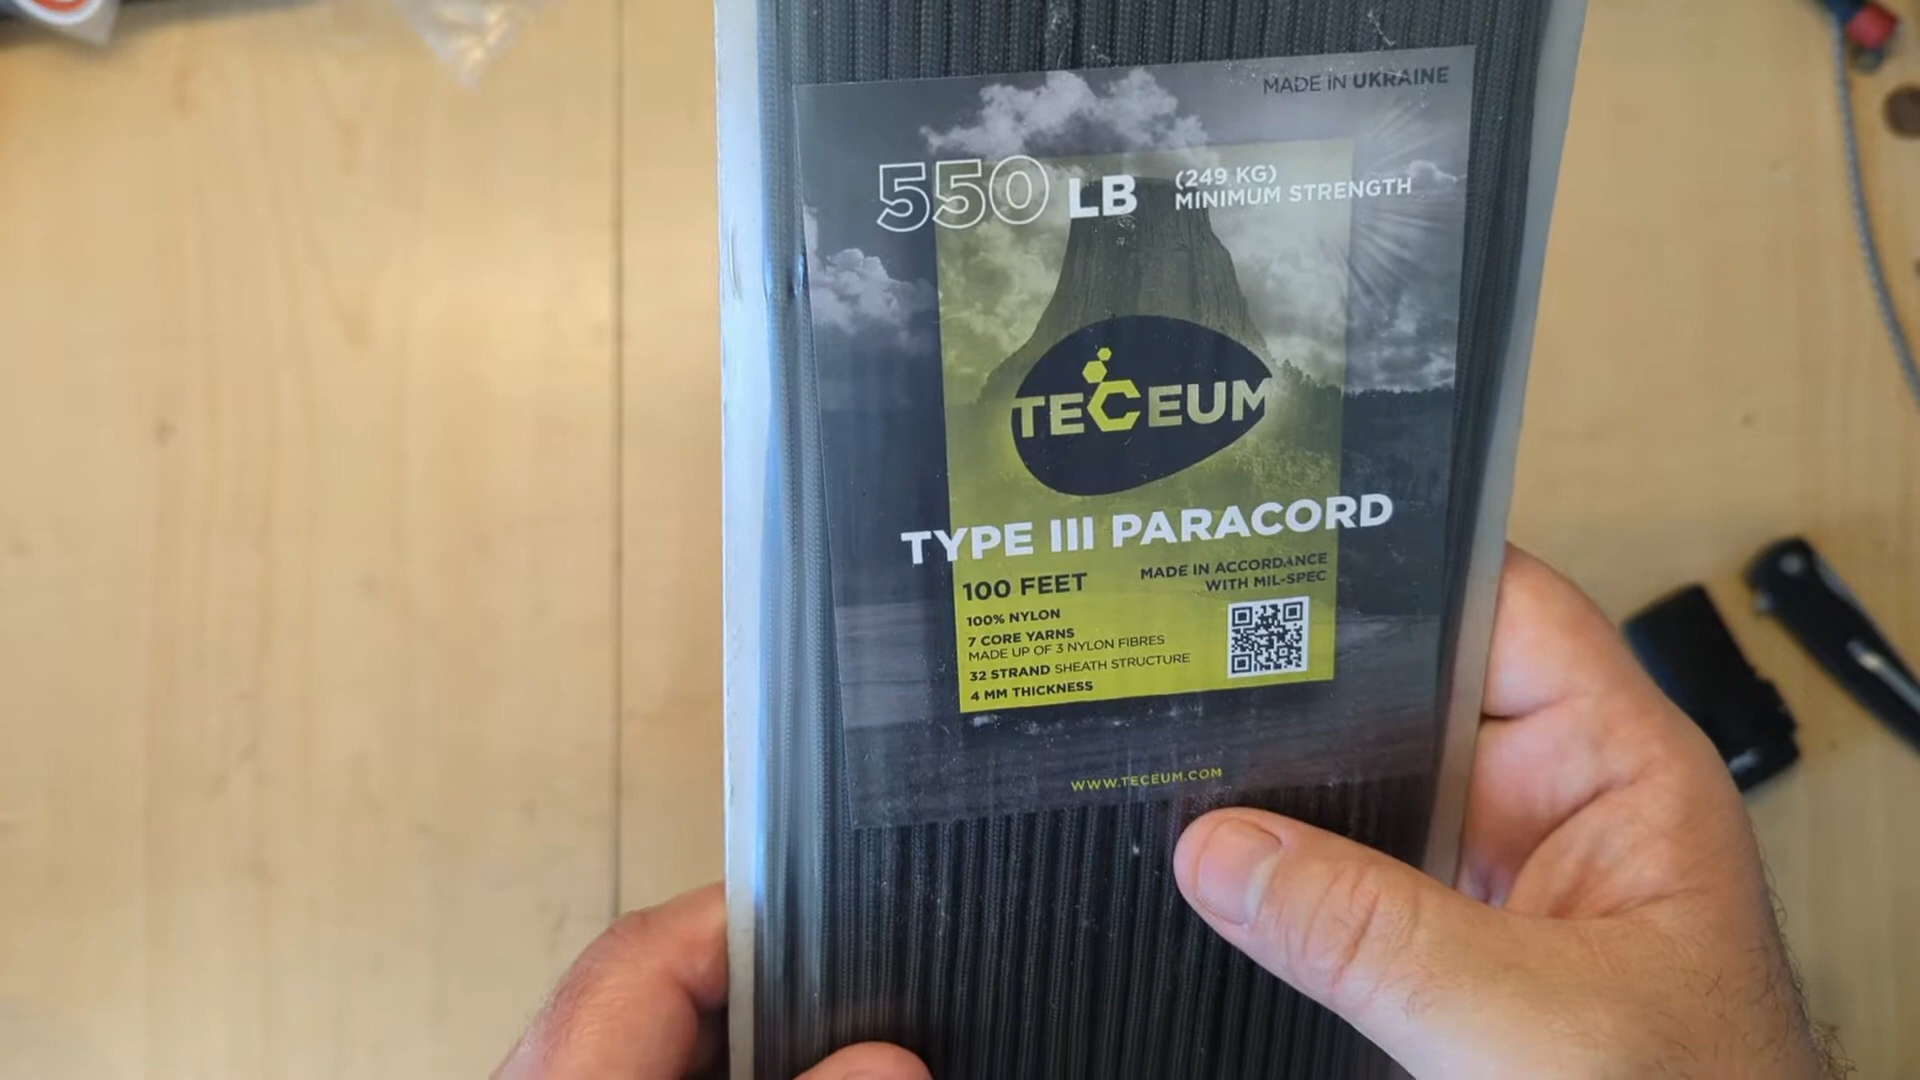 MADE IN UKRAINE
550 LB
(249 KG)
MINIMUM STRENGTH
TECEUM
TYPE III PARACORD
100 FEET
MADE IN ACCORDANCE
WITH MIL-SPEC
100% NYLON
7 CORE YARNS
MADE UP OF 3 NYLON FIBRES
32 STRAND SHEATH STRUCTURE
4 MM THICKNESS
WWW.TECEUM.COM